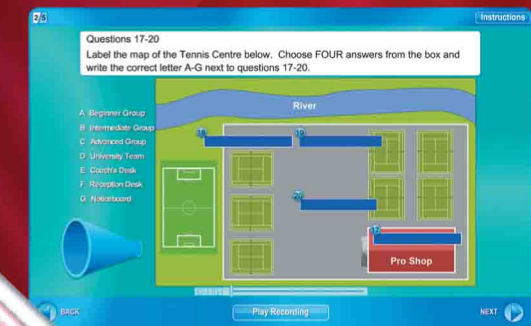 2/5
Instructions
Questions 17-20
Label the map of the Tennis Centre below. Choose FOUR answers from the box and
write the correct letter A-G next to questions 17-20.
River
A Beginner Group
B Intermediate Group
C Advanced Group
D University Team
E Coach's Desk
F Reception Desk
G Noticeboard
18
19
20
17
Pro Shop
BACK
Play Recording
NEXT